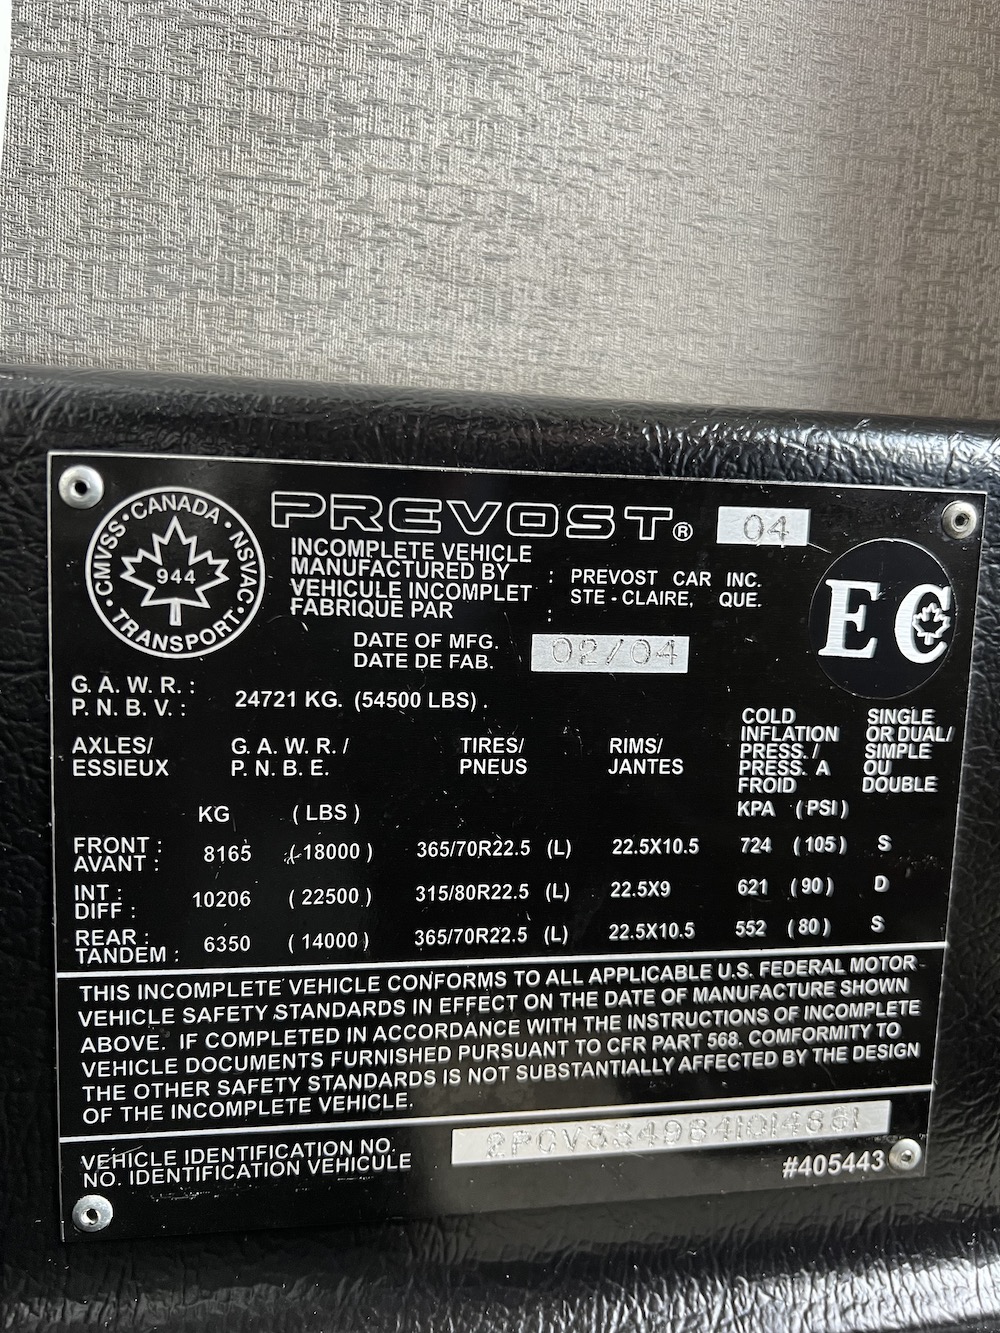 CMVSS · CANADA · NSVAC · TRANSPORT ·
944
PREVOST® 04
INCOMPLETE VEHICLE
MANUFACTURED BY : PREVOST CAR INC.
VEHICULE INCOMPLET STE - CLAIRE, QUE.
FABRIQUE PAR :
EC
DATE OF MFG.
DATE DE FAB. 02/04
G. A. W. R. :
P. N. B. V. : 24721 KG. (54500 LBS) .
AXLES/ G. A. W. R. / TIRES/ RIMS/ COLD INFLATION PRESS. / SINGLE OR DUAL/
ESSIEUX P. N. B. E. PNEUS JANTES PRESS. A FROID SIMPLE OU DOUBLE
KG ( LBS ) KPA (PSI)
FRONT :
AVANT : 8165 ( 18000 ) 365/70R22.5 (L) 22.5X10.5 724 (105) S
INT :
DIFF : 10206 ( 22500 ) 315/80R22.5 (L) 22.5X9 621 (90) D
REAR :
TANDEM : 6350 ( 14000 ) 365/70R22.5 (L) 22.5X10.5 552 (80) S
THIS INCOMPLETE VEHICLE CONFORMS TO ALL APPLICABLE U.S. FEDERAL MOTOR
VEHICLE SAFETY STANDARDS IN EFFECT ON THE DATE OF MANUFACTURE SHOWN
ABOVE. IF COMPLETED IN ACCORDANCE WITH THE INSTRUCTIONS OF INCOMPLETE
VEHICLE DOCUMENTS FURNISHED PURSUANT TO CFR PART 568. CONFORMITY TO
THE OTHER SAFETY STANDARDS IS NOT SUBSTANTIALLY AFFECTED BY THE DESIGN
OF THE INCOMPLETE VEHICLE.
VEHICLE IDENTIFICATION NO.
NO. IDENTIFICATION VEHICULE
#405443